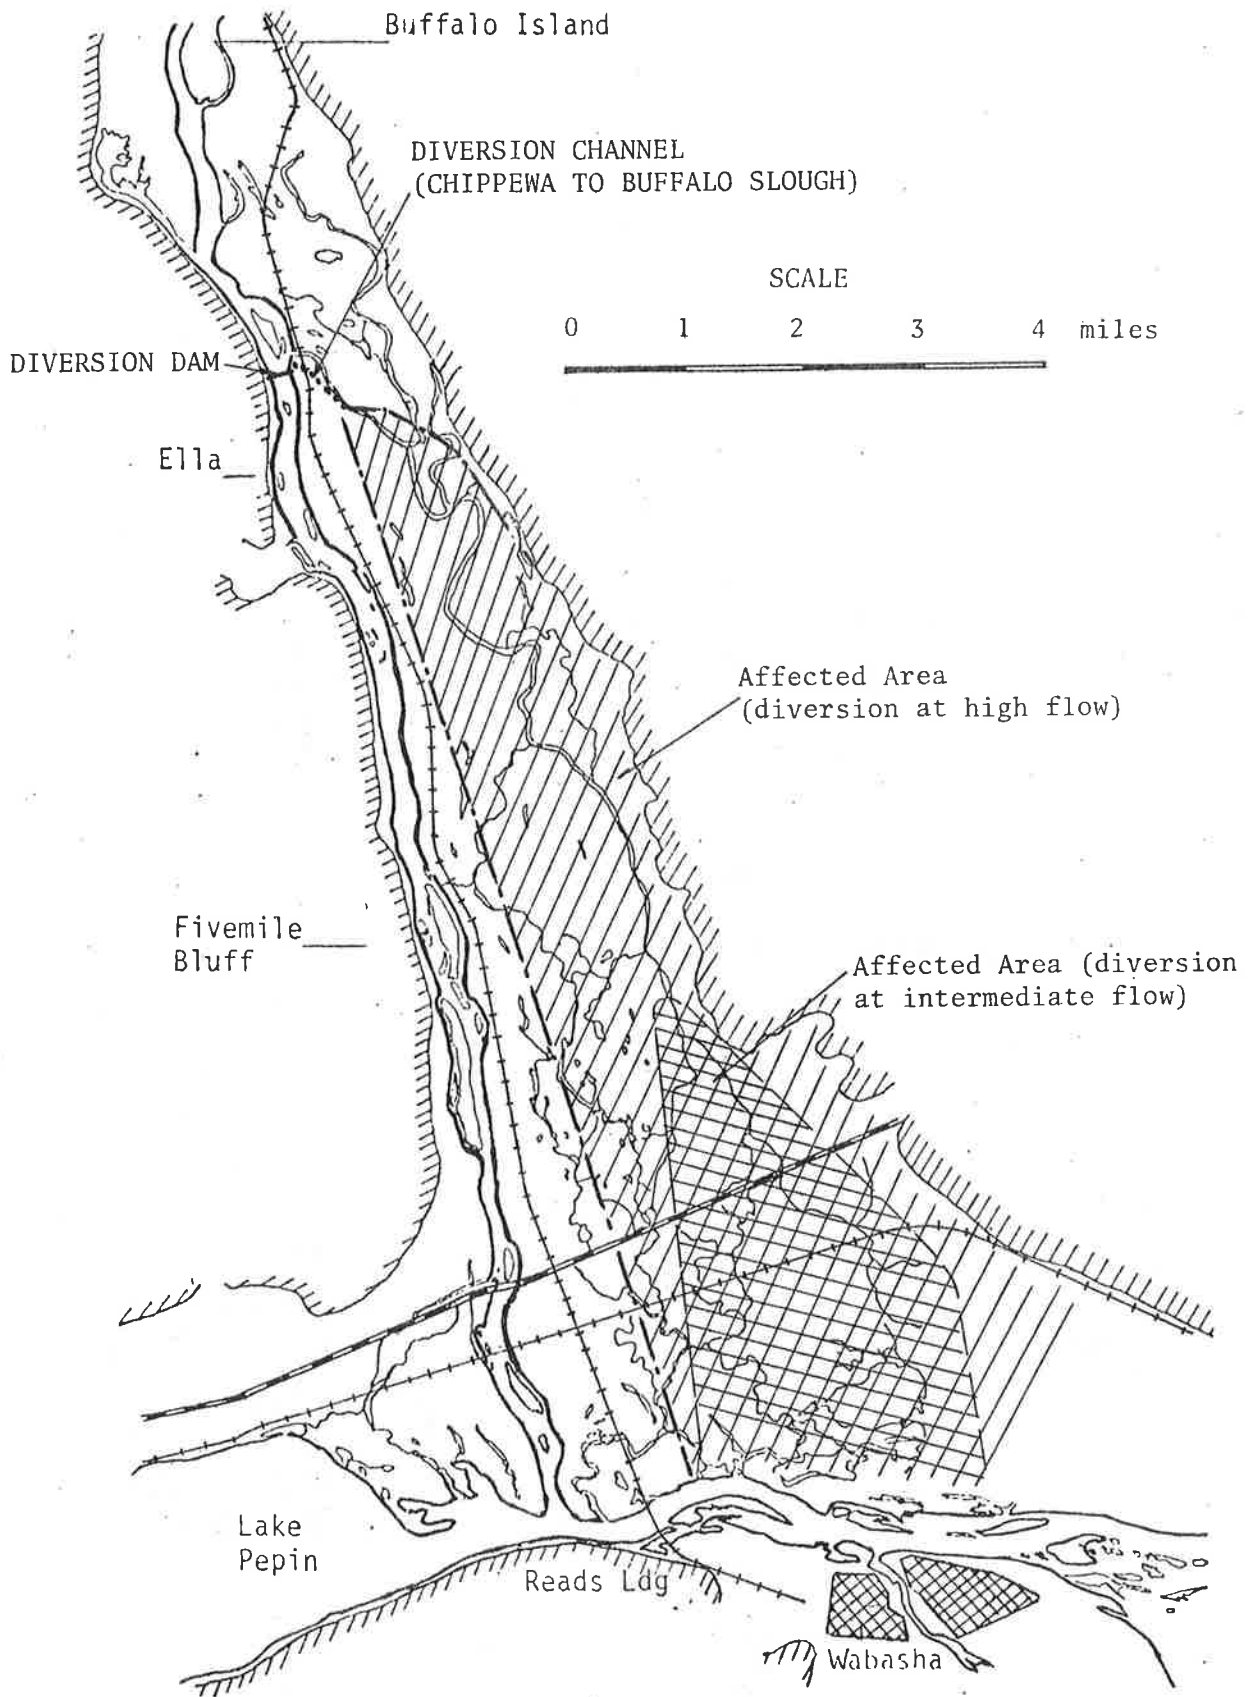 Buffalo Island
DIVERSION CHANNEL
(CHIPPEWA TO BUFFALO SLOUGH)
SCALE
0 1 2 3 4 miles
DIVERSION DAM
Ella
Affected Area
(diversion at high flow)
Fivemile
Bluff
Affected Area (diversion
at intermediate flow)
Lake
Pepin
Reads Ldg
Wabasha